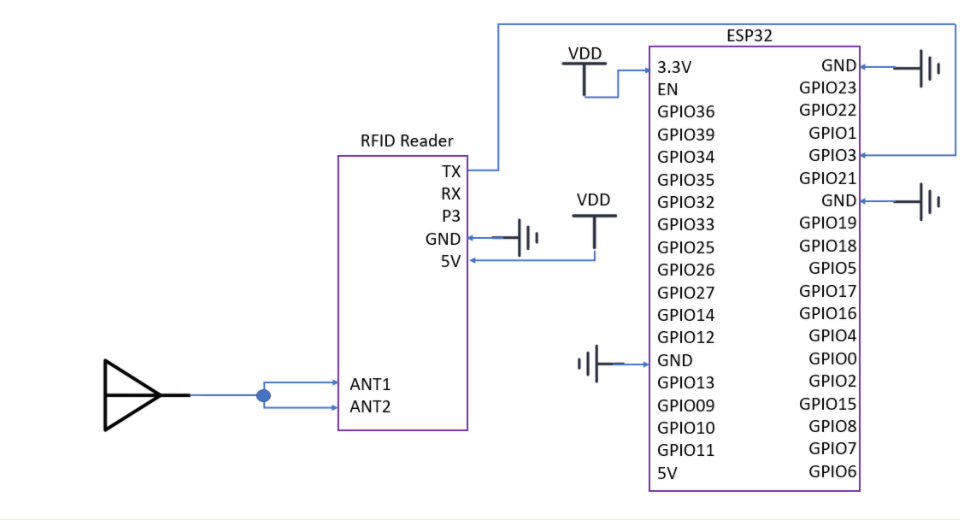 RFID Reader
TX
RX
P3
GND
5V
ANT1
ANT2
VDD
VDD
ESP32
3.3V
EN
GPIO36
GPIO39
GPIO34
GPIO35
GPIO32
GPIO33
GPIO25
GPIO26
GPIO27
GPIO14
GPIO12
GND
GPIO13
GPIO09
GPIO10
GPIO11
5V
GND
GPIO23
GPIO22
GPIO1
GPIO3
GPIO21
GND
GPIO19
GPIO18
GPIO5
GPIO17
GPIO16
GPIO4
GPIO0
GPIO2
GPIO15
GPIO8
GPIO7
GPIO6